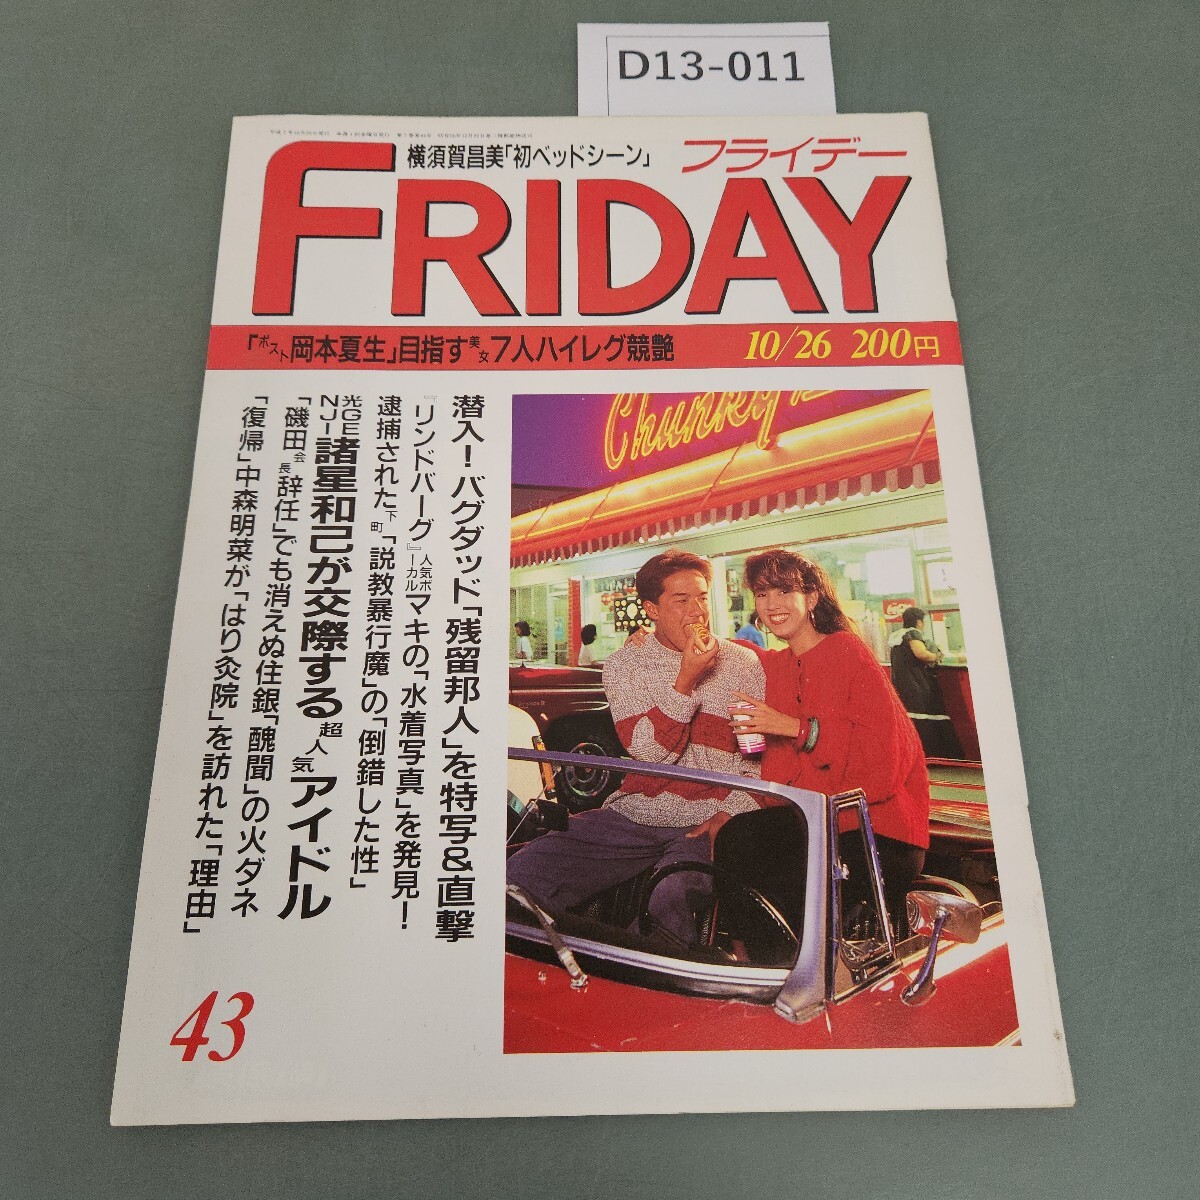 D13-011
横須賀昌美「初ベッドシーン」
フライデー
FRIDAY
「ポスト岡本夏生」目指す美女7人ハイレグ競艶
10/26 200円
潜入！バグダッド「残留邦人」を特写&直撃
『リンドバーグ』人気ボーカルマキの「水着写真」を発見！
逮捕された下町「説教暴行魔」の「倒錯した性」
光GENJI-諸星和己が交際する超人気アイドル
「磯田会長辞任」でも消えぬ住銀「醜聞」の火ダネ
「復帰」中森明菜が「はり灸院」を訪れた「理由」
Chunky's
43